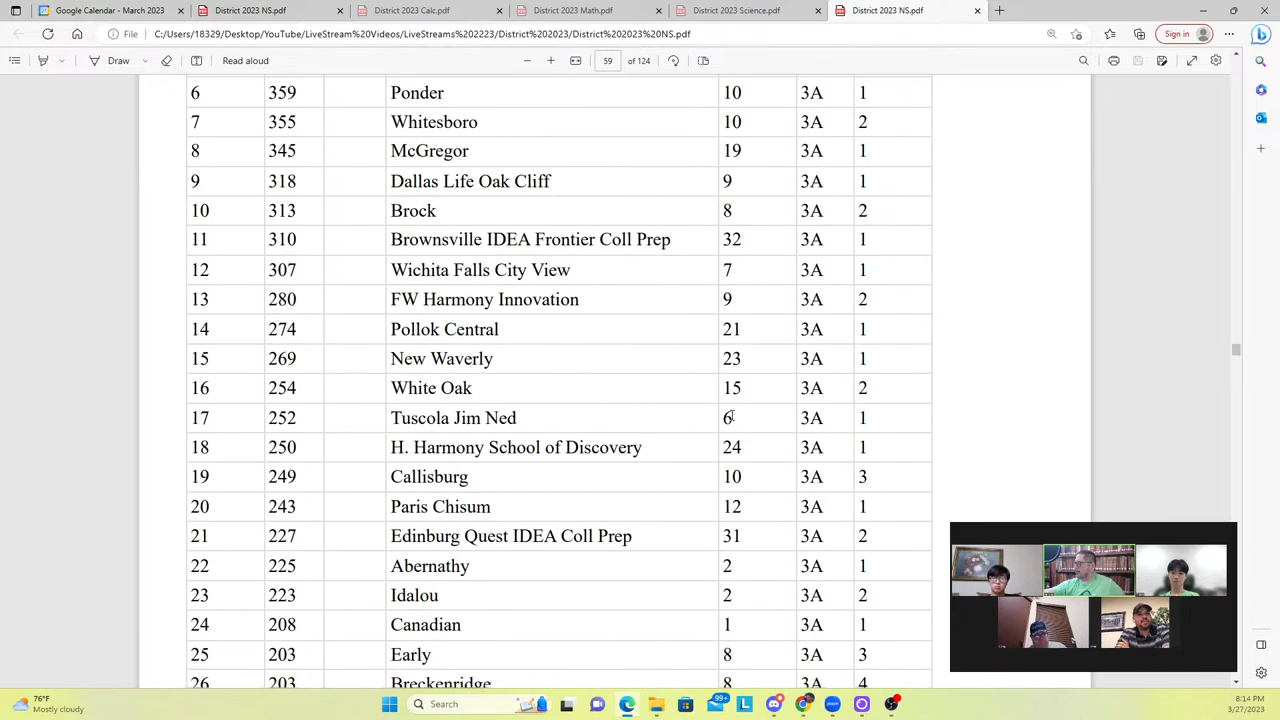 Google Calendar - March 2023
District 2023 NS.pdf
District 2023 Calc.pdf
District 2023 Math.pdf
District 2023 Science.pdf
District 2023 NS.pdf
File
C:/Users/18329/Desktop/YouTube/LiveStream%20Videos/LiveStreams%202223/District%202023/District%202023%20NS.pdf
Sign in
Draw
Read aloud
59 of 124
6 359 Ponder 10 3A 1
7 355 Whitesboro 10 3A 2
8 345 McGregor 19 3A 1
9 318 Dallas Life Oak Cliff 9 3A 1
10 313 Brock 8 3A 2
11 310 Brownsville IDEA Frontier Coll Prep 32 3A 1
12 307 Wichita Falls City View 7 3A 1
13 280 FW Harmony Innovation 9 3A 2
14 274 Pollok Central 21 3A 1
15 269 New Waverly 23 3A 1
16 254 White Oak 15 3A 2
17 252 Tuscola Jim Ned 6 3A 1
18 250 H. Harmony School of Discovery 24 3A 1
19 249 Callisburg 10 3A 3
20 243 Paris Chisum 12 3A 1
21 227 Edinburg Quest IDEA Coll Prep 31 3A 2
22 225 Abernathy 2 3A 1
23 223 Idalou 2 3A 2
24 208 Canadian 1 3A 1
25 203 Early 8 3A 3
26 203 Breckenridge 8 3A 4
76°F
Mostly cloudy
Search
99+
8:14 PM
3/27/2023